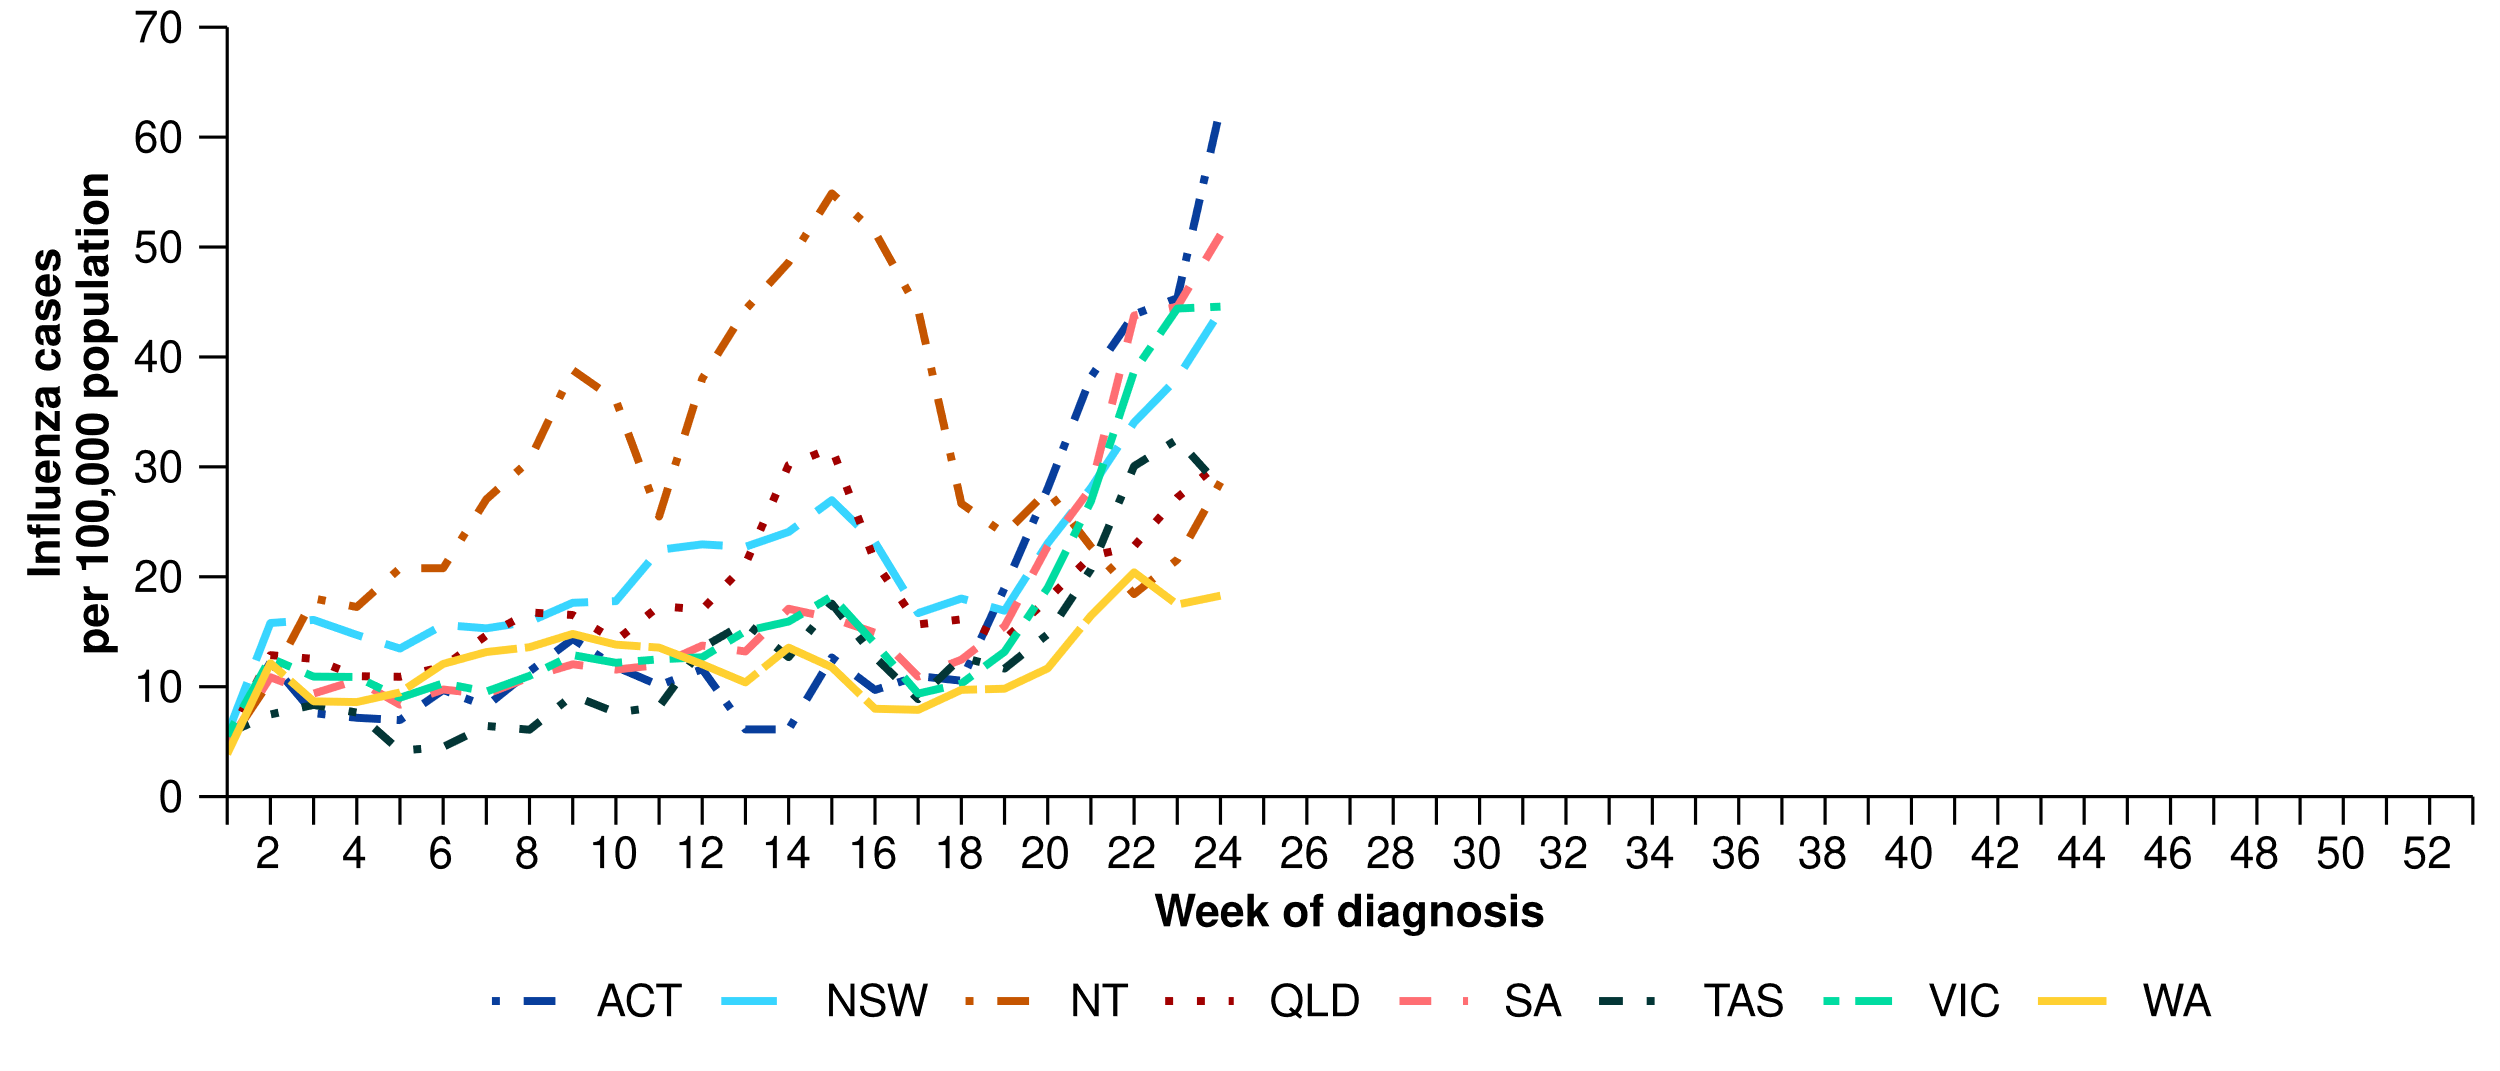 70
60
50
40
30
20
10
0
Influenza cases
per 100,000 population
2 4 6 8 10 12 14 16 18 20 22 24 26 28 30 32 34 36 38 40 42 44 46 48 50 52
Week of diagnosis
ACT NSW NT QLD SA TAS VIC WA